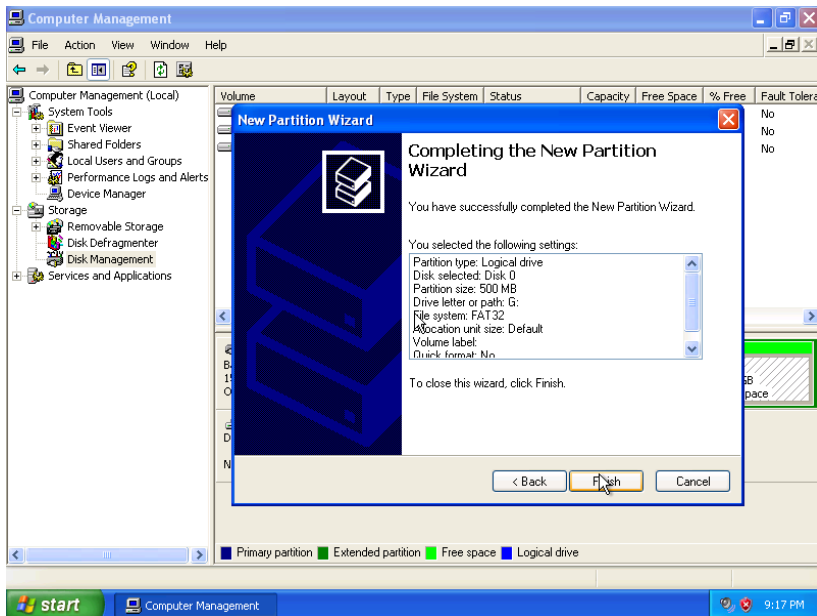 Computer Management
File Action View Window Help
Computer Management (Local)
System Tools
Event Viewer
Shared Folders
Local Users and Groups
Performance Logs and Alerts
Device Manager
Storage
Removable Storage
Disk Defragmenter
Disk Management
Services and Applications
Volume Layout Type File System Status Capacity Free Space % Free Fault Tolera
No
No
No
New Partition Wizard
Completing the New Partition
Wizard
You have successfully completed the New Partition Wizard.
You selected the following settings:
Partition type: Logical drive
Disk selected: Disk 0
Partition size: 500 MB
Drive letter or path: G:
File system: FAT32
Allocation unit size: Default
Volume label:
Quick format: No
To close this wizard, click Finish.
< Back Finish Cancel
Primary partition Extended partition Free space Logical drive
start Computer Management 9:17 PM